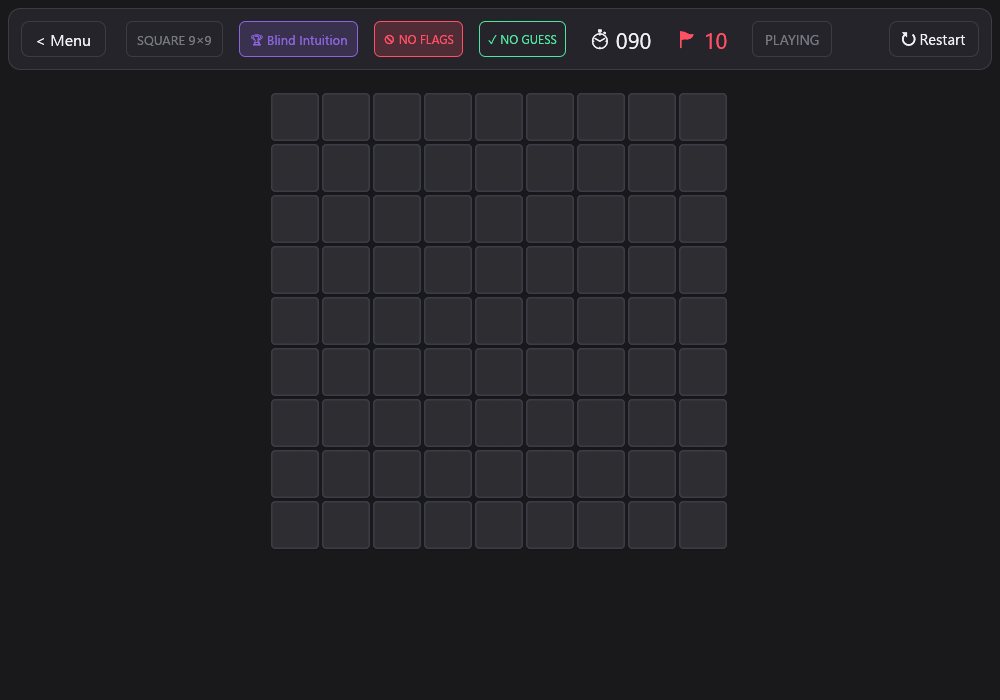 < Menu
SQUARE 9×9
Blind Intuition
NO FLAGS
✓ NO GUESS
090
10
PLAYING
Restart